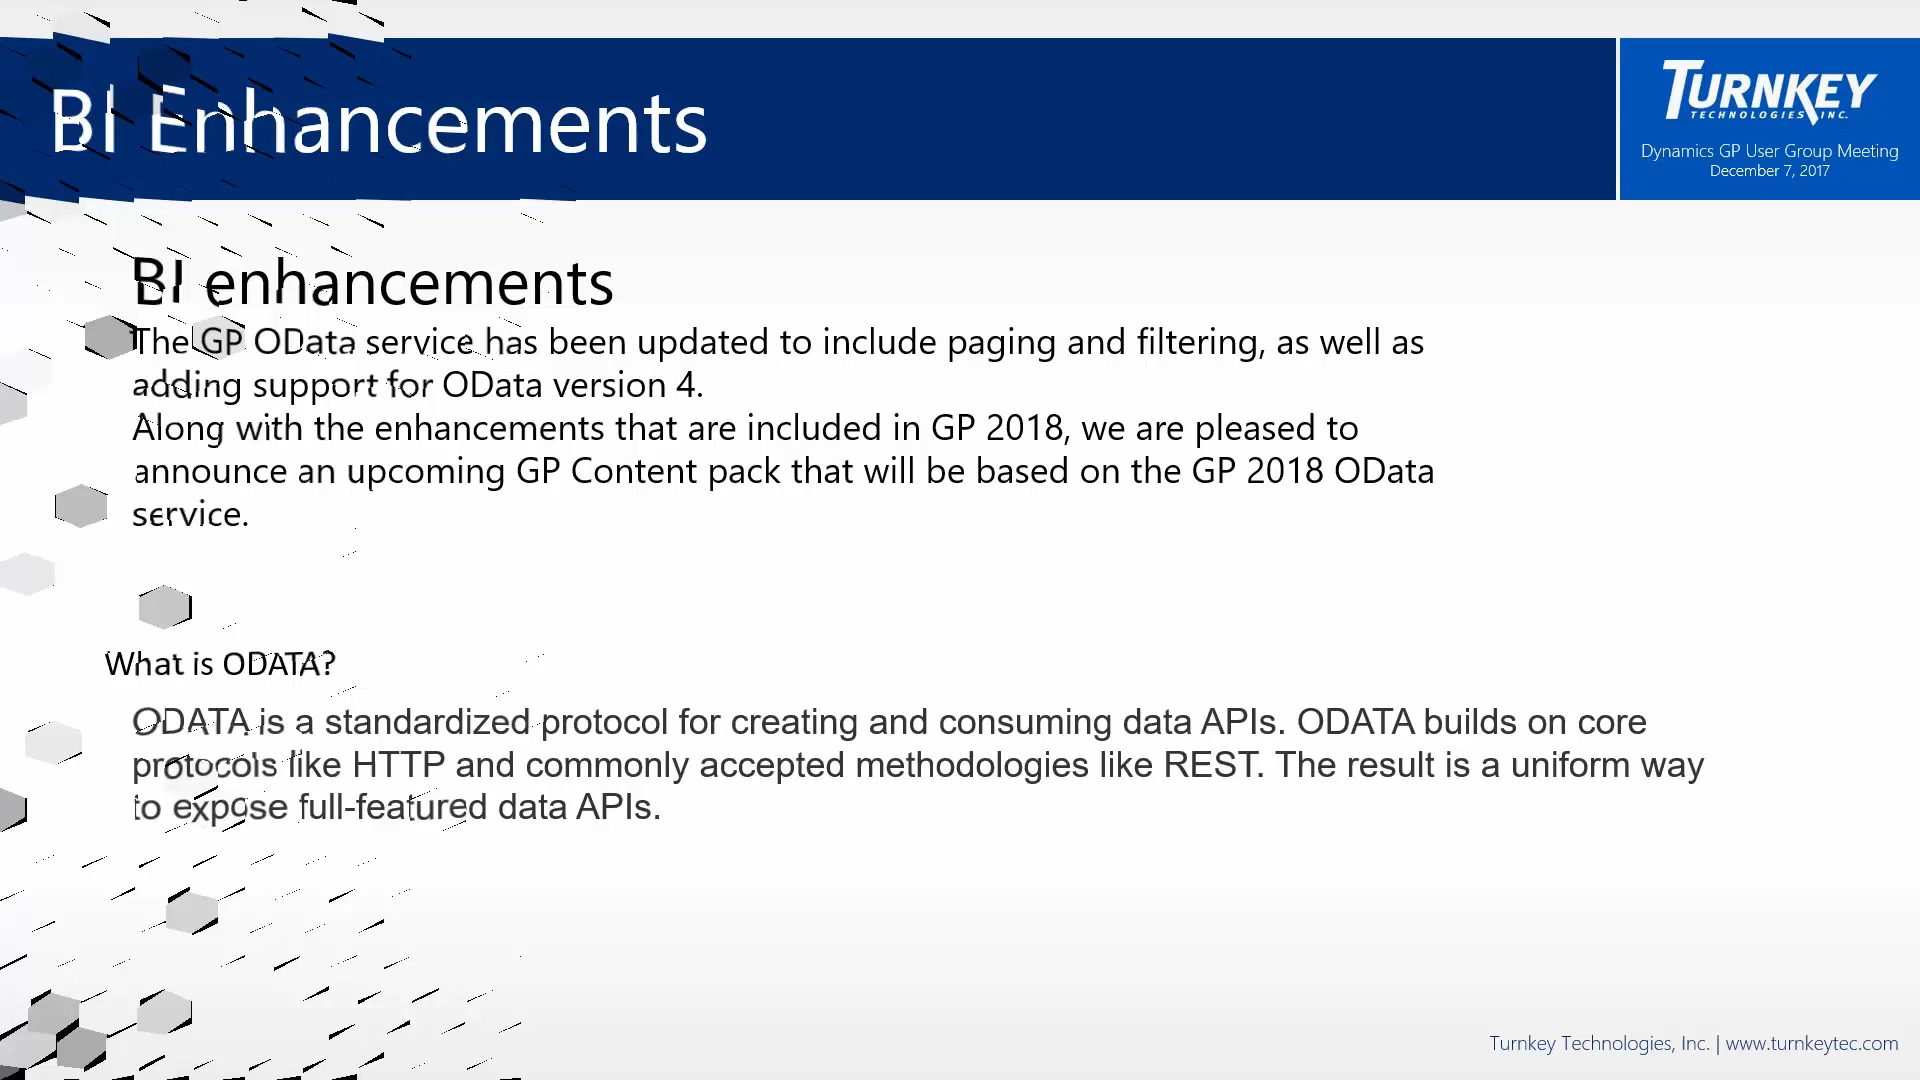 BI Enhancements
TURNKEY
TECHNOLOGIES, INC.
Dynamics GP User Group Meeting
December 7, 2017
BI enhancements
The GP OData service has been updated to include paging and filtering, as well as
adding support for OData version 4.
Along with the enhancements that are included in GP 2018, we are pleased to
announce an upcoming GP Content pack that will be based on the GP 2018 OData
service.
What is ODATA?
ODATA is a standardized protocol for creating and consuming data APIs. ODATA builds on core
protocols like HTTP and commonly accepted methodologies like REST. The result is a uniform way
to expose full-featured data APIs.
Turnkey Technologies, Inc. | www.turnkeytec.com